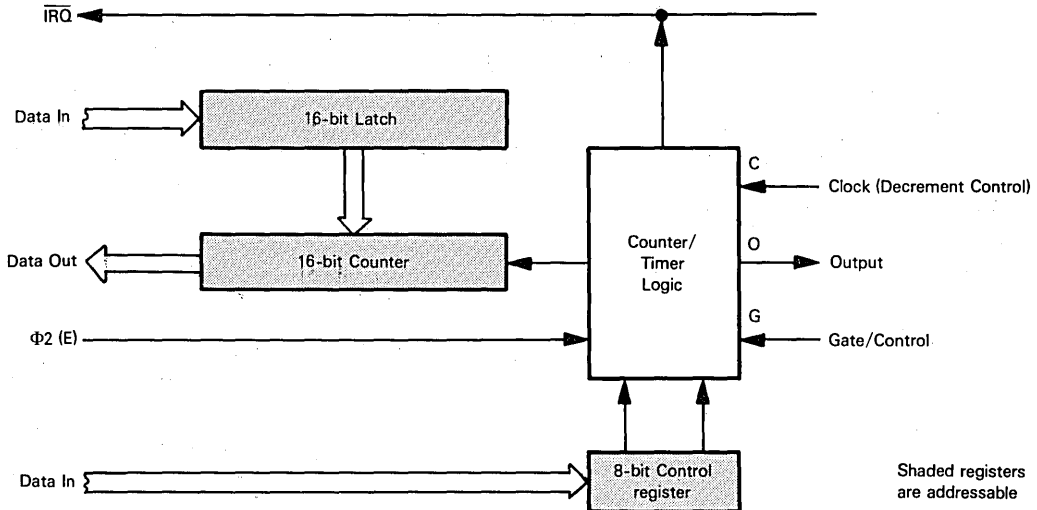 IRQ
Data In
16-bit Latch
C
Clock (Decrement Control)
Counter/
Timer
Logic
O
Output
Data Out
16-bit Counter
G
Gate/Control
Φ2 (E)
Data In
8-bit Control
register
Shaded registers
are addressable